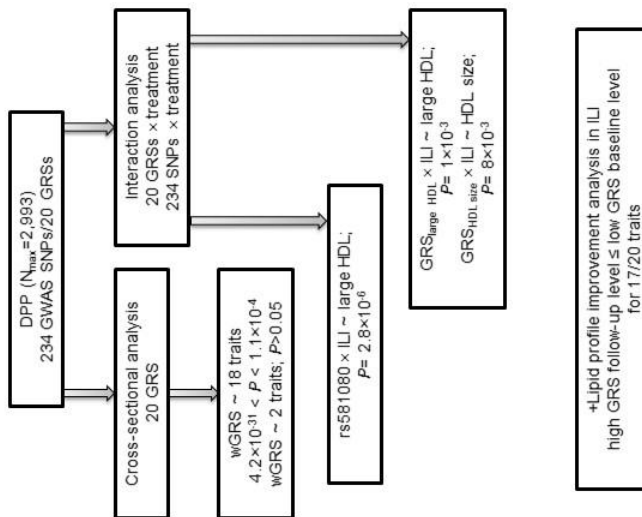 DPP (Nmax=2,993)
234 GWAS SNPs/20 GRSs
Cross-sectional analysis
20 GRS
Interaction analysis
20 GRSs × treatment
234 SNPs × treatment
wGRS ~ 18 traits
4.2×10-31 < P < 1.1×10-4
wGRS ~ 2 traits; P>0.05
rs581080 × ILI ~ large HDL;
P= 2.8×10-6
GRSlarge HDL × ILI ~ large HDL;
P= 1×10-3
GRSHDL size × ILI ~ HDL size;
P= 8×10-3
+Lipid profile improvement analysis in ILI
high GRS follow-up level ≤ low GRS baseline level
for 17/20 traits